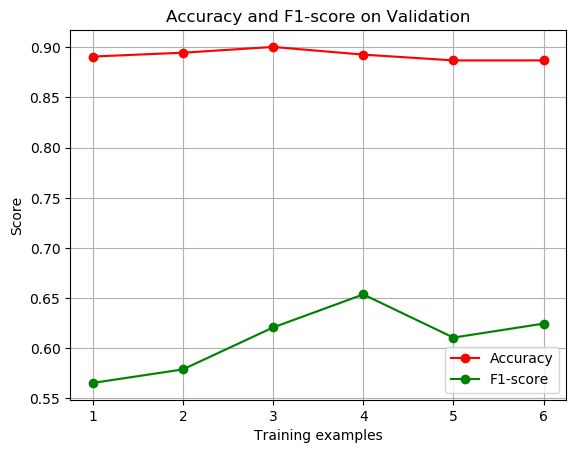 Accuracy and F1-score on Validation
0.90
0.85
0.80
0.75
0.70
0.65
0.60
0.55
Score
Accuracy
F1-score
1 2 3 4 5 6
Training examples